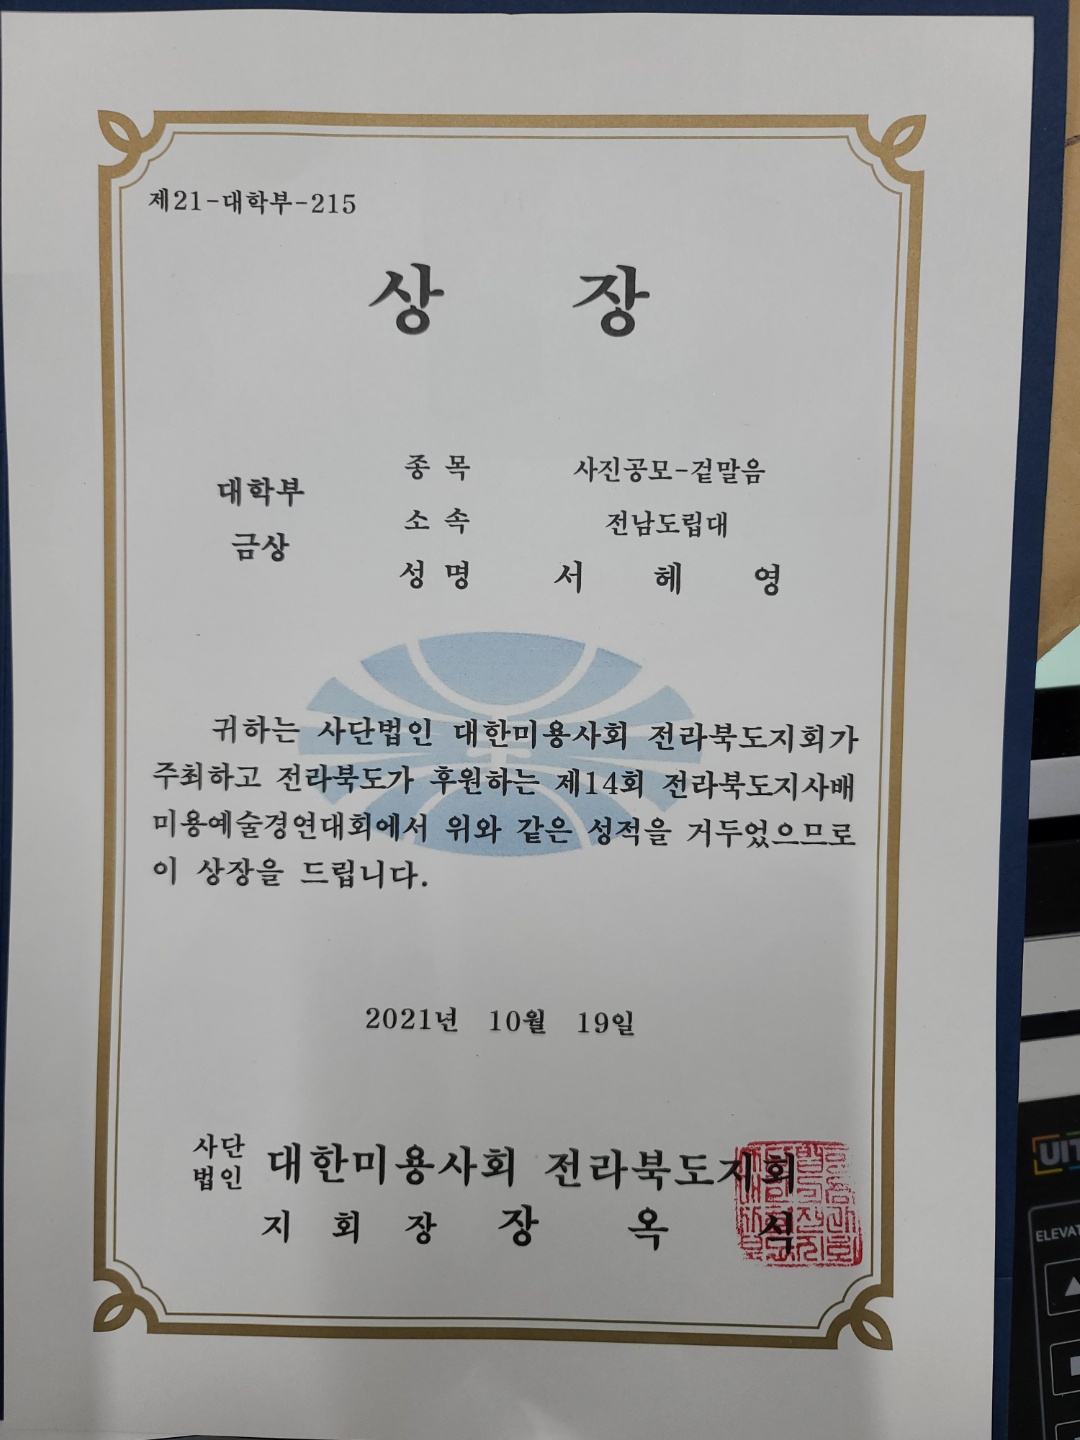 제21-대학부-215
상 장
대학부
금상
종 목 사진공모-겉말음
소 속 전남도립대
성 명 서 혜 영
귀하는 사단법인 대한미용사회 전라북도지회가
주최하고 전라북도가 후원하는 제14회 전라북도지사배
미용예술경연대회에서 위와 같은 성적을 거두었으므로
이 상장을 드립니다.
2021년 10월 19일
사단
법인 대한미용사회 전라북도지회
지 회 장 장 옥 석
ELEVA